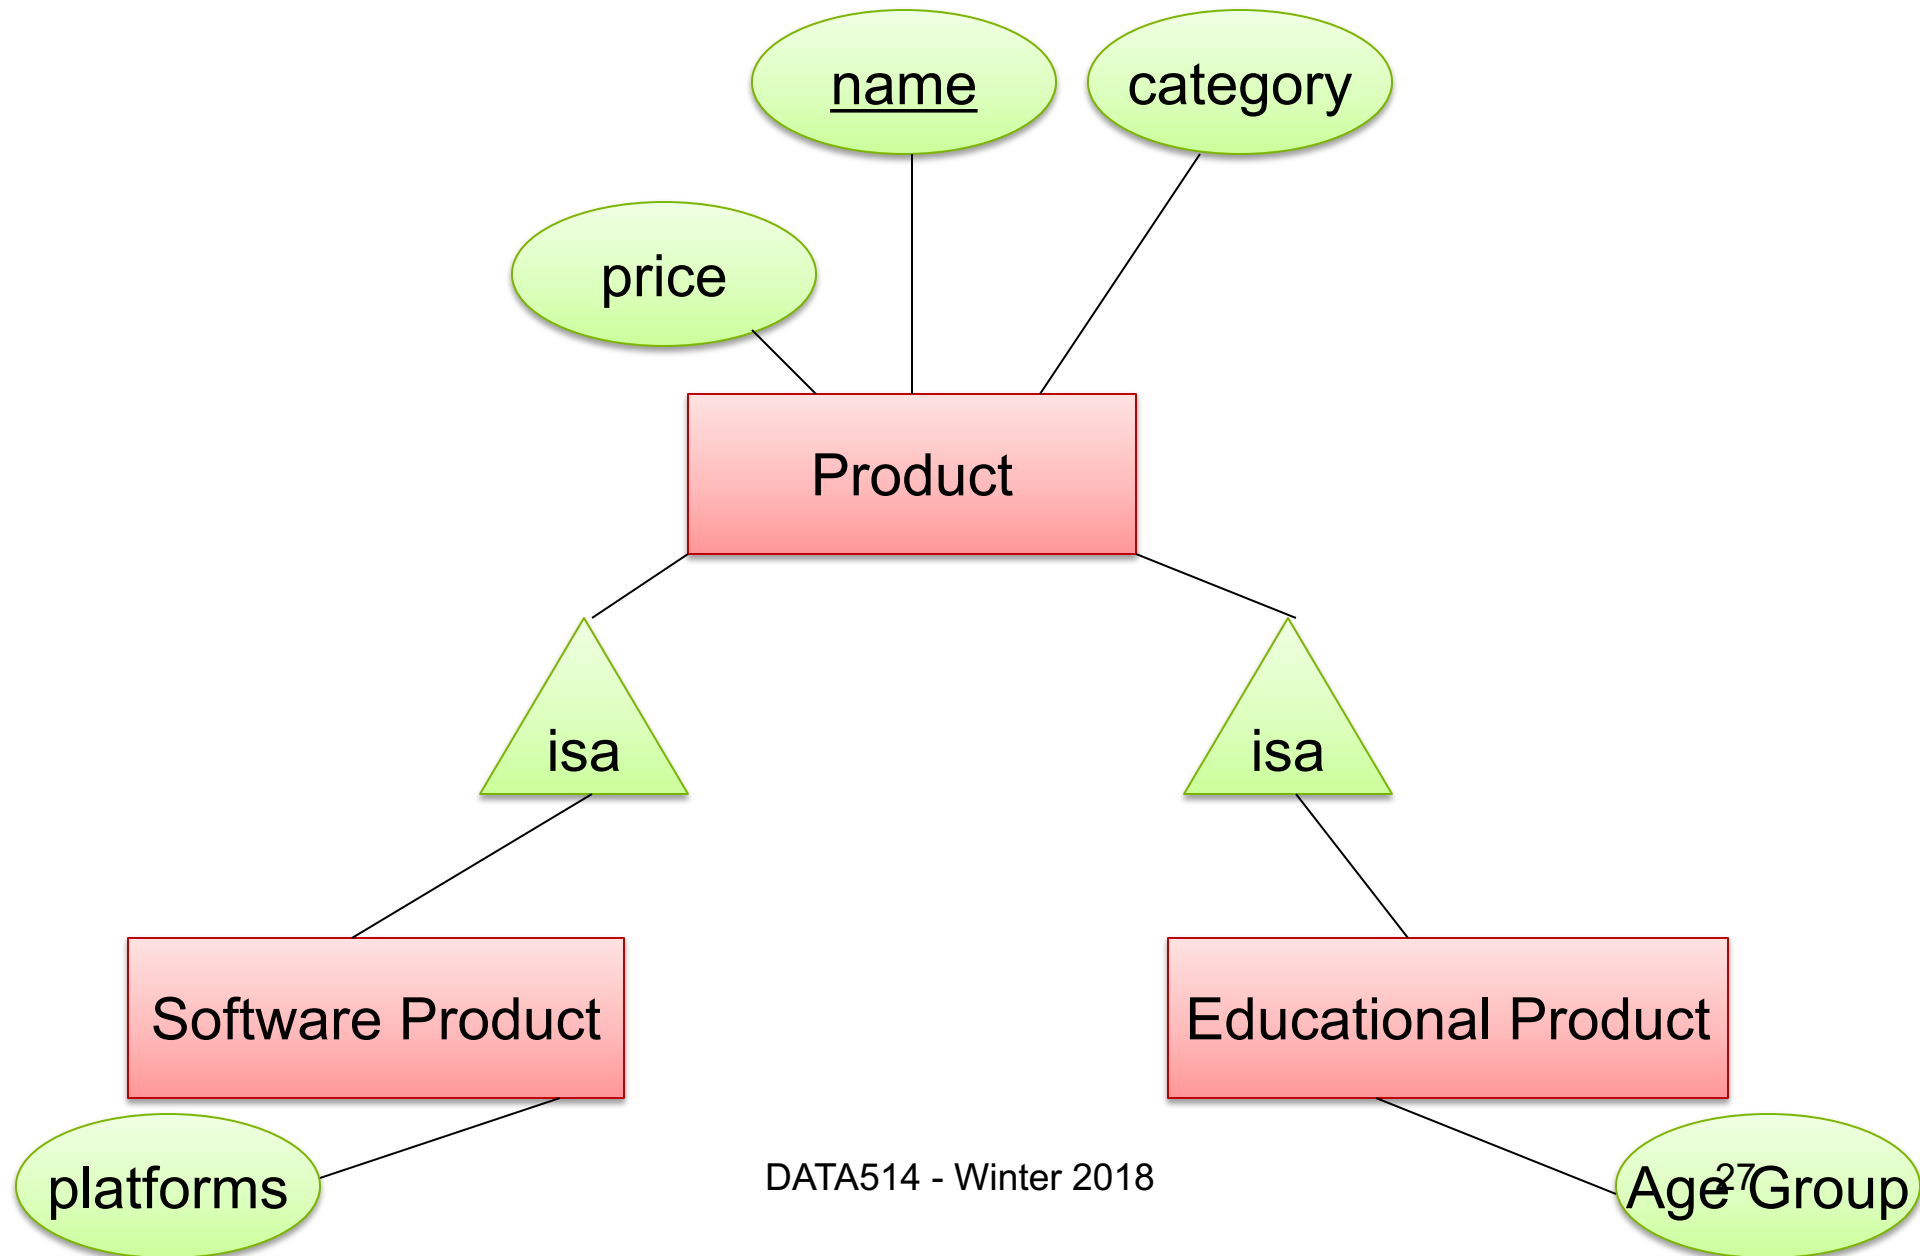 name
category
price
Product
isa
isa
Software Product
Educational Product
platforms
DATA514 - Winter 2018
Age Group
27